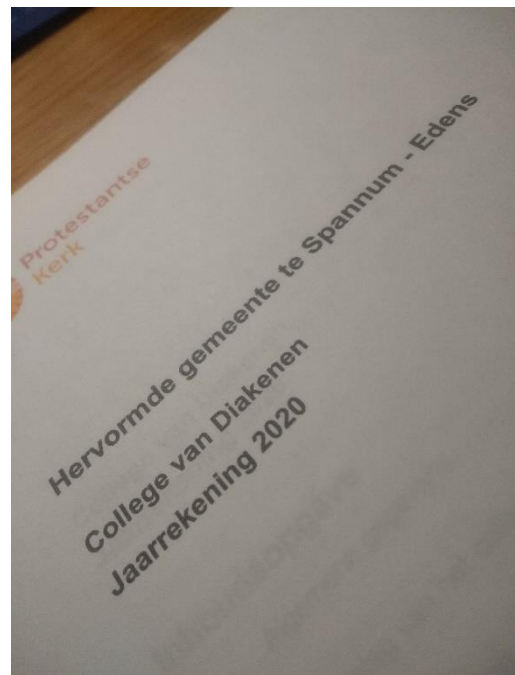 Protestantse
Kerk
Hervormde gemeente te Spannum - Edens
College van Diakenen
Jaarrekening 2020